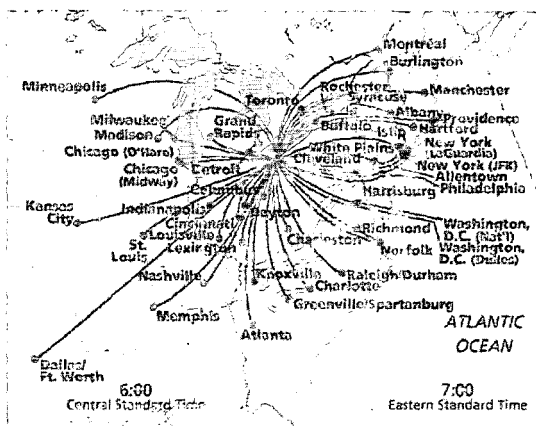 Montréal
Burlington
Minneapolis
Rochester
Syracuse
Manchester
Toronto
Albany
Providence
Milwaukee
Grand
Rapids
Buffalo
Islip
Hartford
Madison
New York
(LaGuardia)
Chicago (O'Hare)
White Plains
Detroit
Cleveland
New York (JFK)
Chicago
(Midway)
Allentown
Philadelphia
Columbus
Harrisburg
Kansas
City
Indianapolis
Dayton
Cincinnati
Washington,
D.C. (Nat'l)
St.
Louis
Louisville
Lexington
Charleston
Richmond
Norfolk
Washington,
D.C. (Dulles)
Nashville
Knoxville
Raleigh/Durham
Charlotte
Memphis
Greenville/Spartanburg
Atlanta
ATLANTIC
OCEAN
Dallas/
Ft. Worth
6:00
Central Standard Time
7:00
Eastern Standard Time